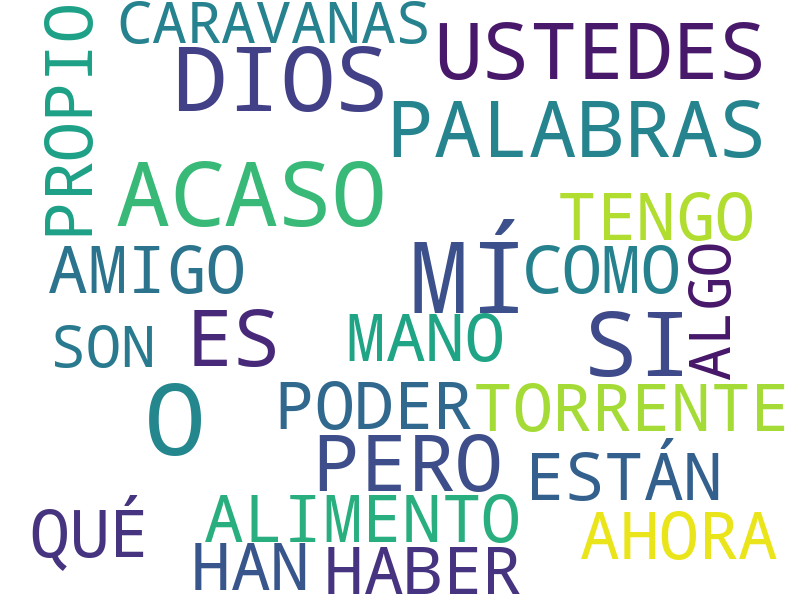 CARAVANAS
PROPIO
DIOS
USTEDES
PALABRAS
ACASO
TENGO
AMIGO
MÍ
COMO
ALGO
SON
ES
MANO
SI
O
PODER
TORRENTE
PERO
ESTÁN
QUÉ
ALIMENTO
AHORA
HAN
HABER